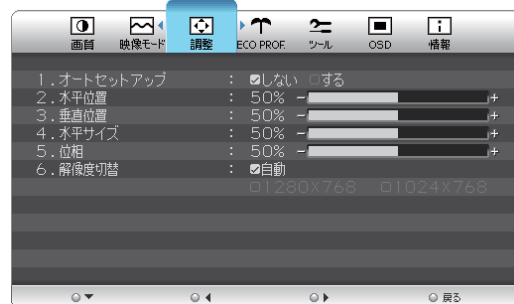 画質 映像モード 調整 ECO PROF. ツール OSD 情報
1.オートセットアップ : ☑しない □する
2.水平位置 : 50% − +
3.垂直位置 : 50% − +
4.水平サイズ : 50% − +
5.位相 : 50% − +
6.解像度切替 : ☑自動
□1280X768 □1024X768
戻る